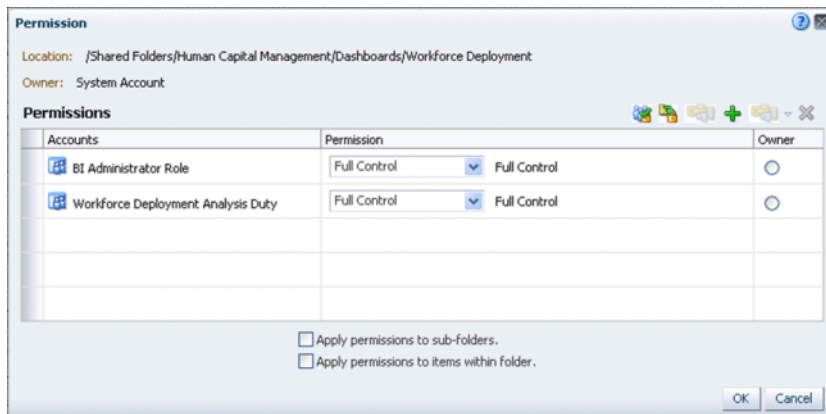 Permission
Location: /Shared Folders/Human Capital Management/Dashboards/Workforce Deployment
Owner: System Account
Permissions
Accounts Permission Owner
BI Administrator Role Full Control Full Control
Workforce Deployment Analysis Duty Full Control Full Control
Apply permissions to sub-folders.
Apply permissions to items within folder.
OK Cancel